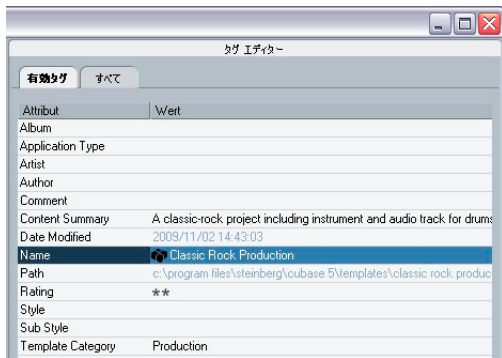 タグ エディター
有効タグ すべて
Attribut Wert
Album
Application Type
Artist
Author
Comment
Content Summary A classic-rock project including instrument and audio track for drums
Date Modified 2009/11/02 14:43:03
Name Classic Rock Production
Path c:\program files\steinberg\cubase 5\templates\classic rock produc
Rating **
Style
Sub Style
Template Category Production